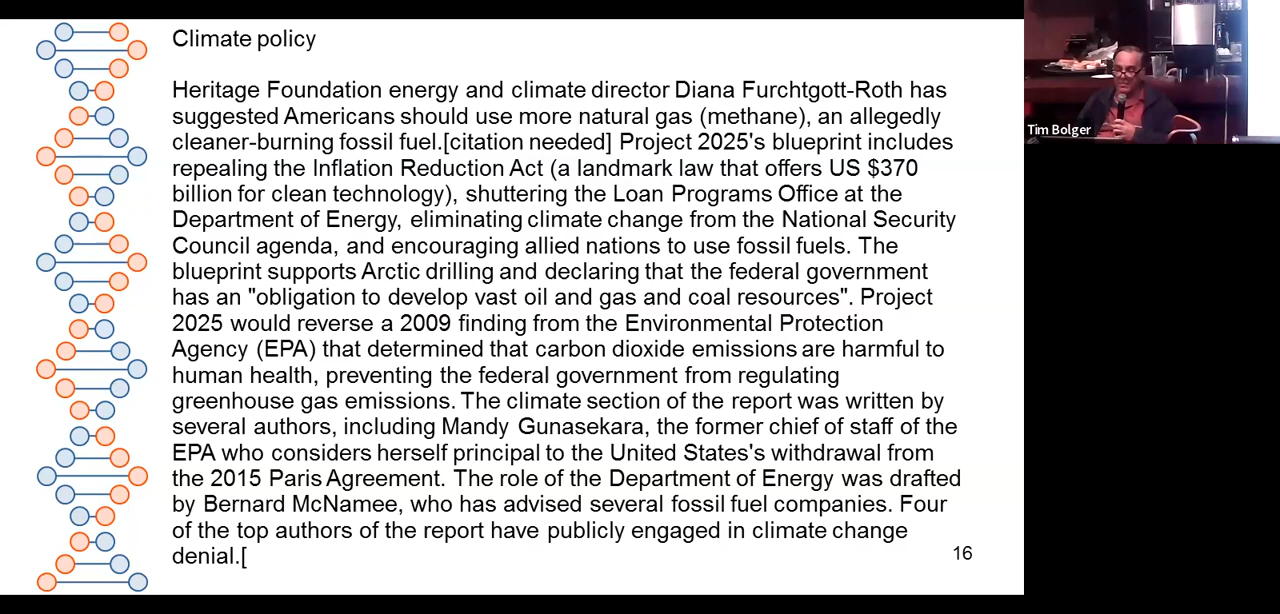 Climate policy
Heritage Foundation energy and climate director Diana Furchtgott-Roth has
suggested Americans should use more natural gas (methane), an allegedly
cleaner-burning fossil fuel.[citation needed] Project 2025's blueprint includes
repealing the Inflation Reduction Act (a landmark law that offers US $370
billion for clean technology), shuttering the Loan Programs Office at the
Department of Energy, eliminating climate change from the National Security
Council agenda, and encouraging allied nations to use fossil fuels. The
blueprint supports Arctic drilling and declaring that the federal government
has an "obligation to develop vast oil and gas and coal resources". Project
2025 would reverse a 2009 finding from the Environmental Protection
Agency (EPA) that determined that carbon dioxide emissions are harmful to
human health, preventing the federal government from regulating
greenhouse gas emissions. The climate section of the report was written by
several authors, including Mandy Gunasekara, the former chief of staff of the
EPA who considers herself principal to the United States's withdrawal from
the 2015 Paris Agreement. The role of the Department of Energy was drafted
by Bernard McNamee, who has advised several fossil fuel companies. Four
of the top authors of the report have publicly engaged in climate change
denial.[
16
Tim Bolger